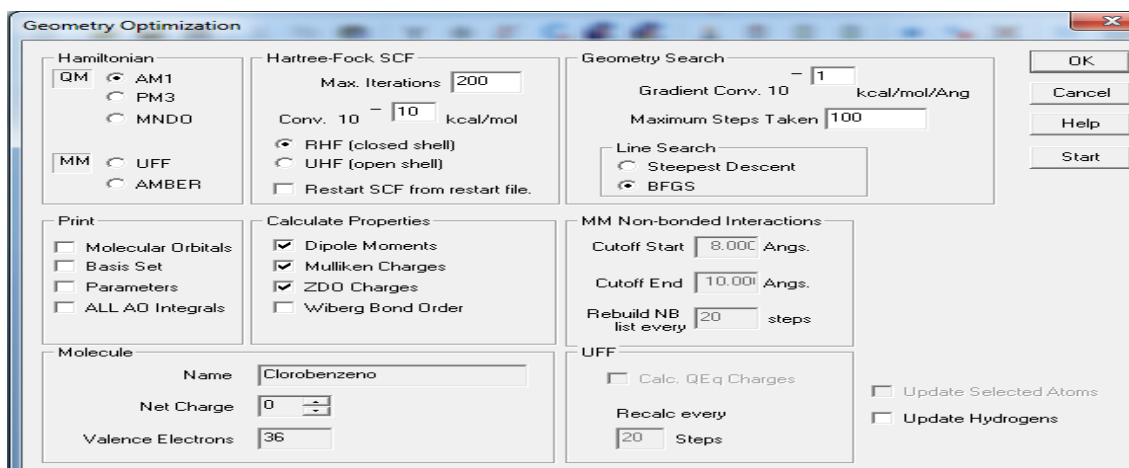 Geometry Optimization
Hamiltonian
QM
AM1
PM3
MNDO
MM
UFF
AMBER
Hartree-Fock SCF
Max. Iterations 200
Conv. 10 - 10 kcal/mol
RHF (closed shell)
UHF (open shell)
Restart SCF from restart file.
Geometry Search
Gradient Conv. 10 - 1 kcal/mol/Ang
Maximum Steps Taken 100
Line Search
Steepest Descent
BFGS
OK
Cancel
Help
Start
Print
Molecular Orbitals
Basis Set
Parameters
ALL AO Integrals
Calculate Properties
Dipole Moments
Mulliken Charges
ZDO Charges
Wiberg Bond Order
MM Non-bonded Interactions
Cutoff Start 8.000 Angs.
Cutoff End 10.00 Angs.
Rebuild NB
list every 20 steps
Molecule
Name Clorobenzeno
Net Charge 0
Valence Electrons 36
UFF
Calc. QEq Charges
Recalc every
20 Steps
Update Selected Atoms
Update Hydrogens